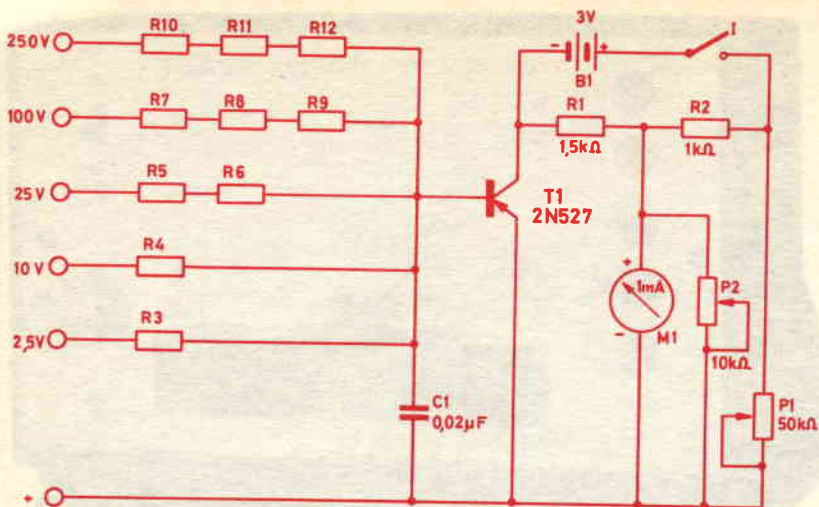 3V
I
250V R10 R11 R12
- +
B1
R1 R2
100V R7 R8 R9
1,5kΩ 1kΩ
25V R5 R6
T1
2N527
10V R4
+
1mA P2
2,5V R3
- M1
10kΩ
C1
0,02µF
P1
50kΩ
+